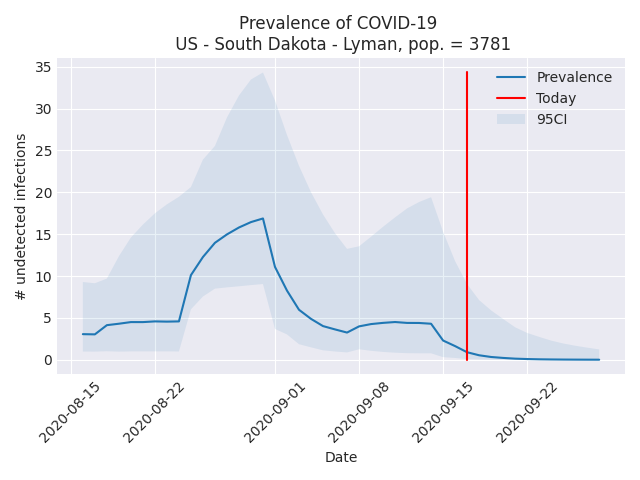 Prevalence of COVID-19
US - South Dakota - Lyman, pop. = 3781
Prevalence
Today
95CI
35
30
25
20
15
10
5
0
# undetected infections
2020-08-15
2020-08-22
2020-09-01
2020-09-08
2020-09-15
2020-09-22
Date